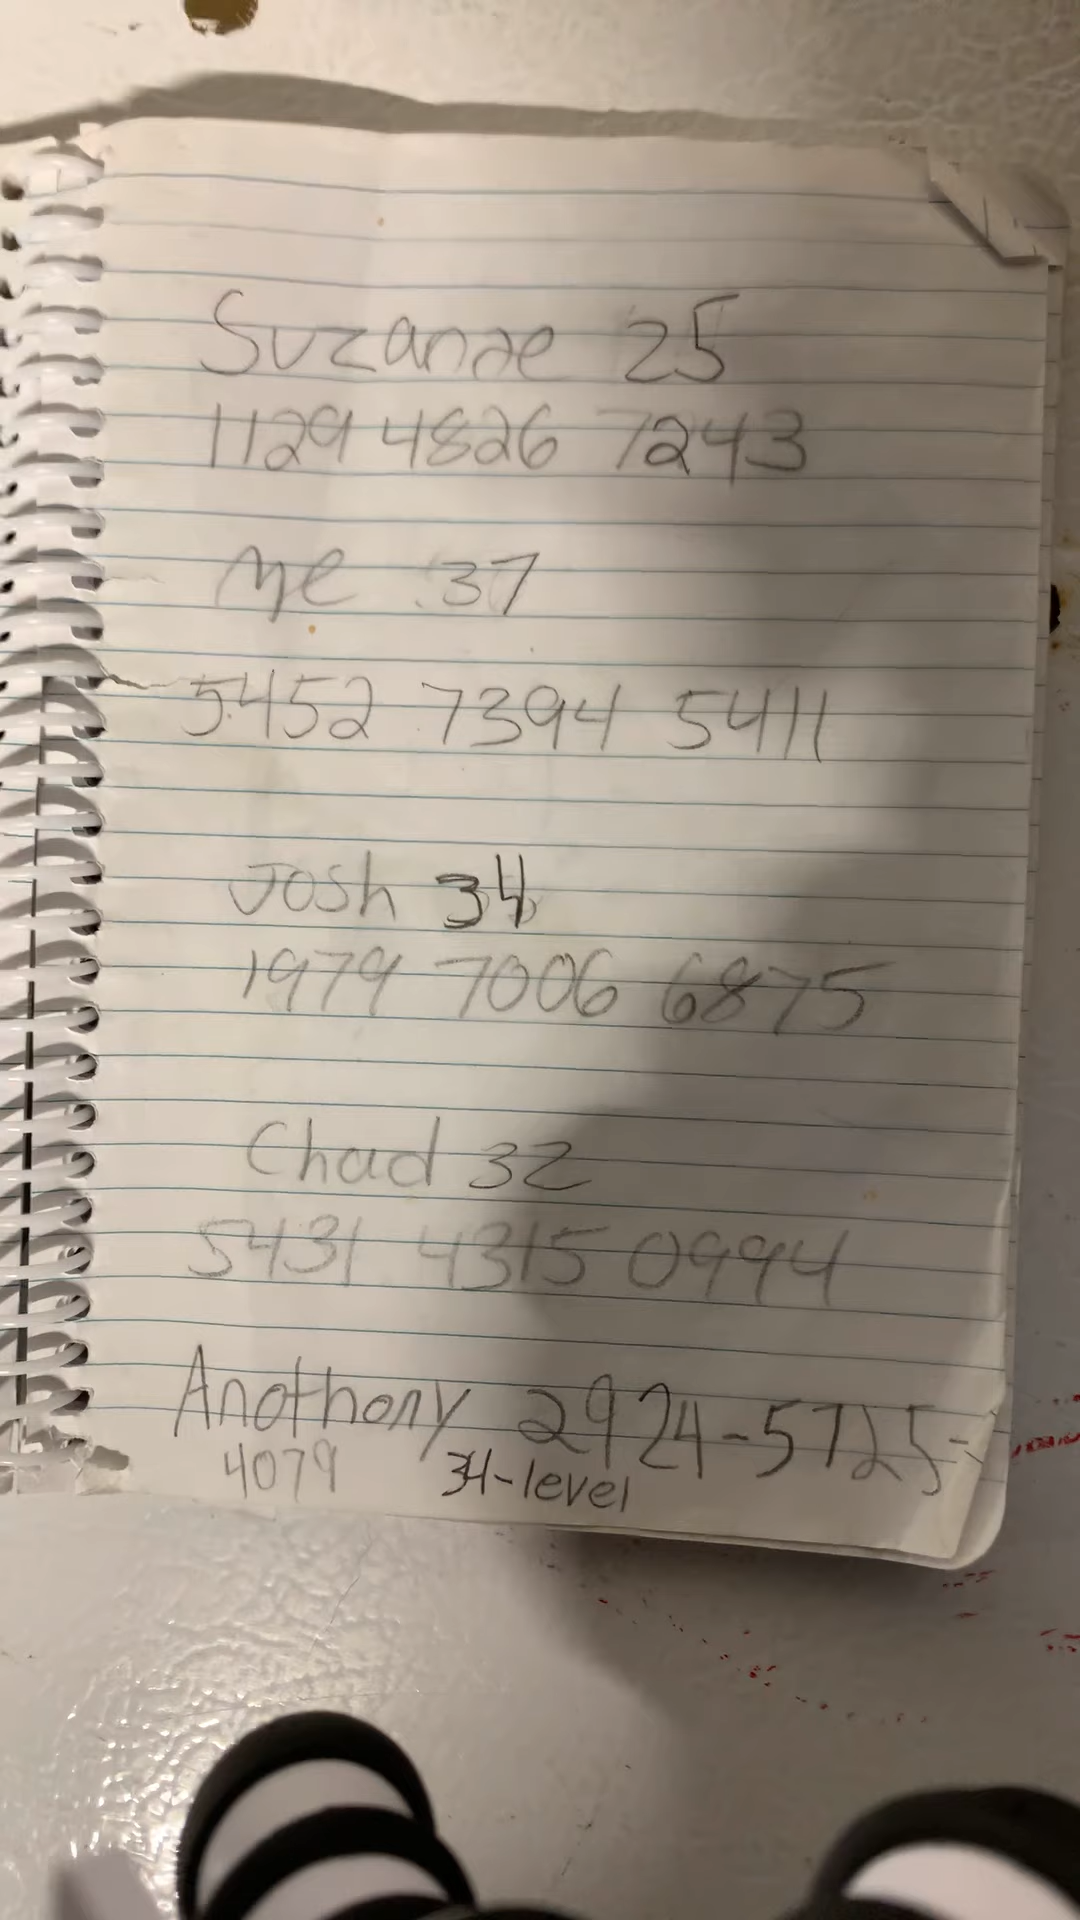 Suzanne 25
1129 4826 7243
Me 37
5452 7394 5411
Josh 34
1979 7006 6875
Chad 32
5431 4315 0994
Anothony 2924-5725-
4079 34-level